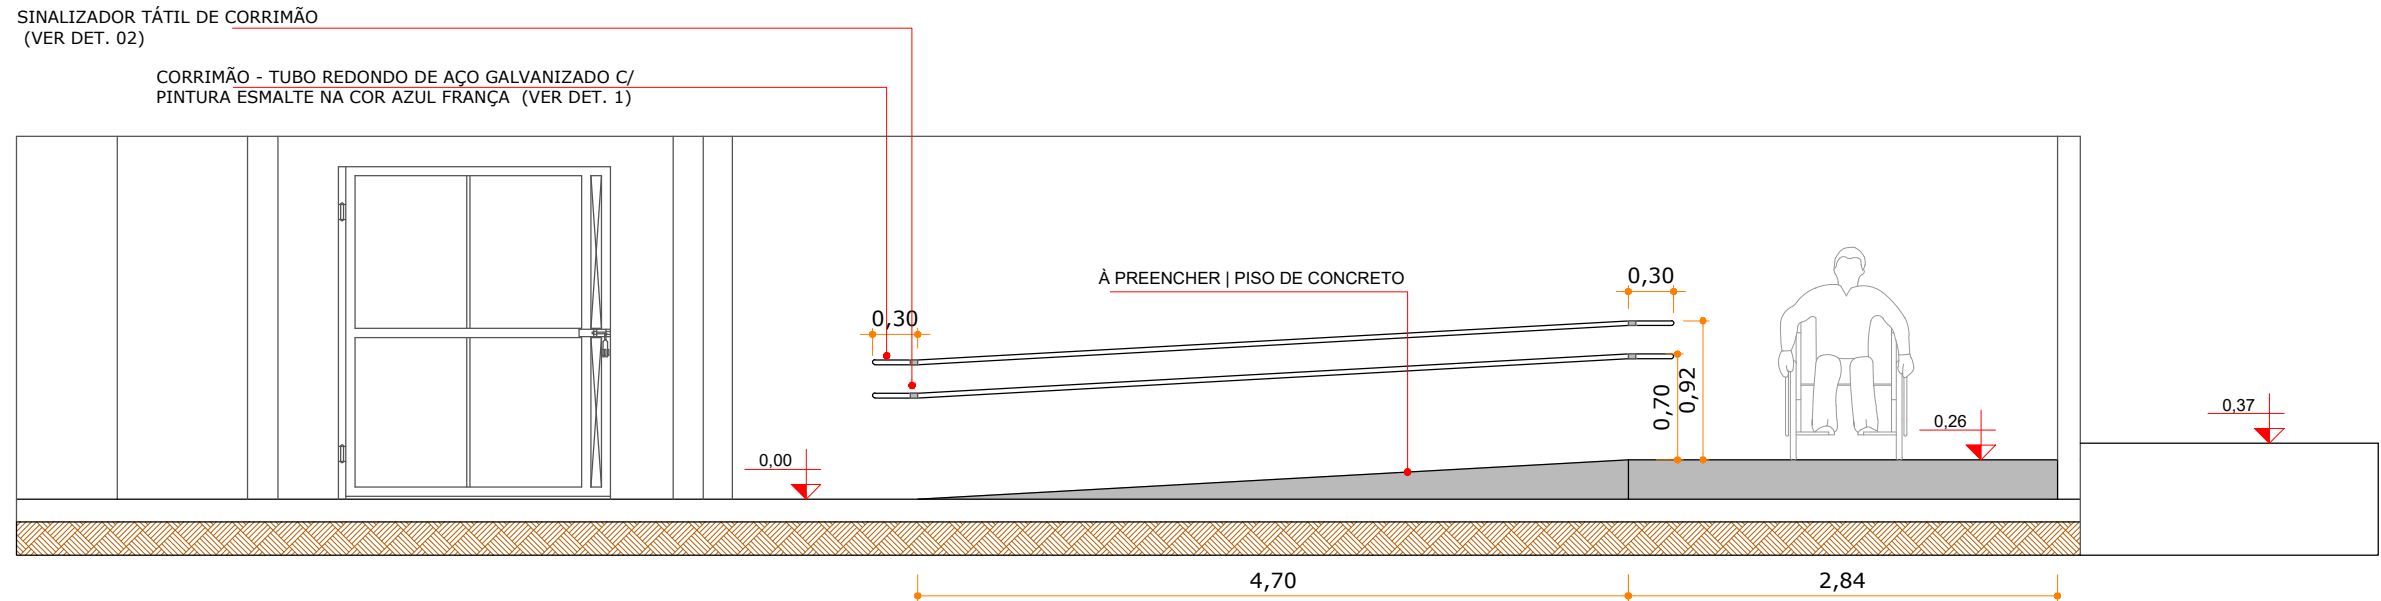 SINALIZADOR TÁTIL DE CORRIMÃO
(VER DET. 02)
CORRIMÃO - TUBO REDONDO DE AÇO GALVANIZADO C/
PINTURA ESMALTE NA COR AZUL FRANÇA (VER DET. 1)
À PREENCHER | PISO DE CONCRETO
0,30
0,30
0,70
0,92
0,37
0,26
0,00
4,70
2,84